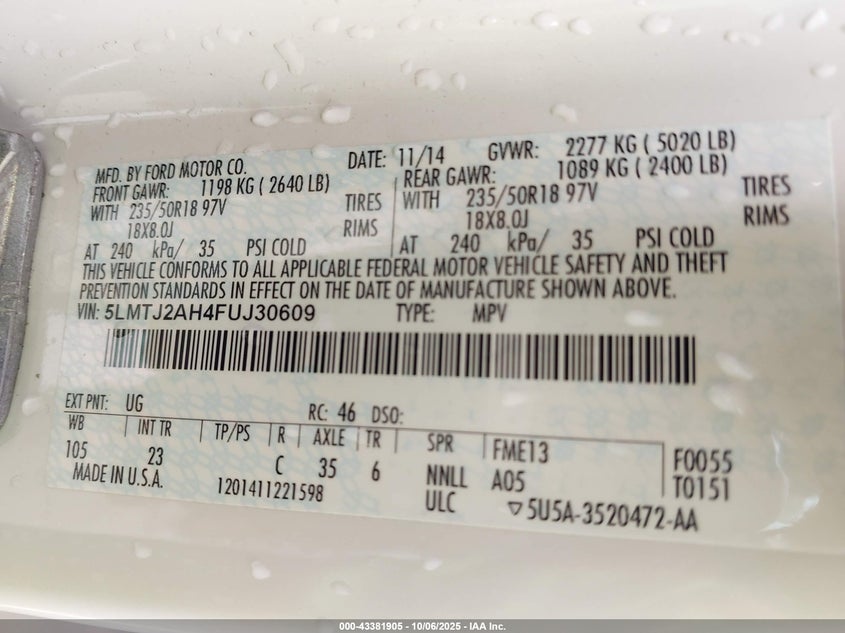 MFD. BY FORD MOTOR CO. DATE: 11/14 GVWR: 2277 KG ( 5020 LB)
FRONT GAWR: 1198 KG ( 2640 LB) REAR GAWR: 1089 KG ( 2400 LB)
WITH 235/50R18 97V TIRES WITH 235/50R18 97V TIRES
18X8.0J RIMS 18X8.0J RIMS
AT 240 kPa/ 35 PSI COLD AT 240 kPa/ 35 PSI COLD
THIS VEHICLE CONFORMS TO ALL APPLICABLE FEDERAL MOTOR VEHICLE SAFETY AND THEFT
PREVENTION STANDARDS IN EFFECT ON THE DATE OF MANUFACTURE SHOWN ABOVE.
VIN: 5LMTJ2AH4FUJ30609 TYPE: MPV
EXT PNT: UG RC: 46 DSO:
WB INT TR TP/PS R AXLE TR SPR FME13 F0055
105 23 C 35 6 NNLL A05 T0151
MADE IN U.S.A. 1201411221598 ULC ▽5U5A-3520472-AA
000-43381905 - 10/06/2025 - IAA Inc.